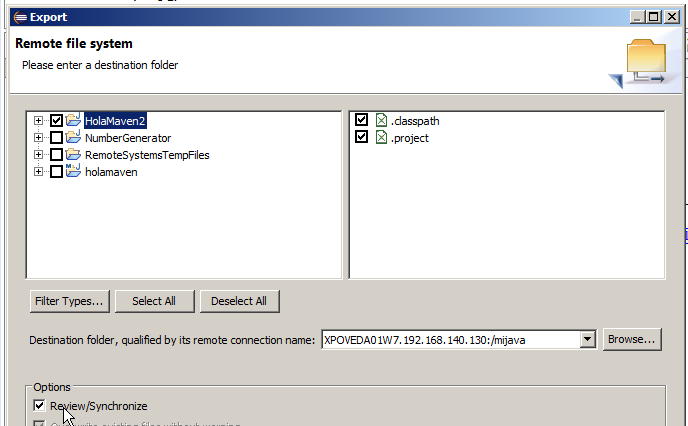 Export
Remote file system
Please enter a destination folder
HolaMaven2
NumberGenerator
RemoteSystemsTempFiles
holamaven
.classpath
.project
Filter Types...
Select All
Deselect All
Destination folder, qualified by its remote connection name:
XPOVEDA01W7.192.168.140.130:/mijava
Browse...
Options
Review/Synchronize